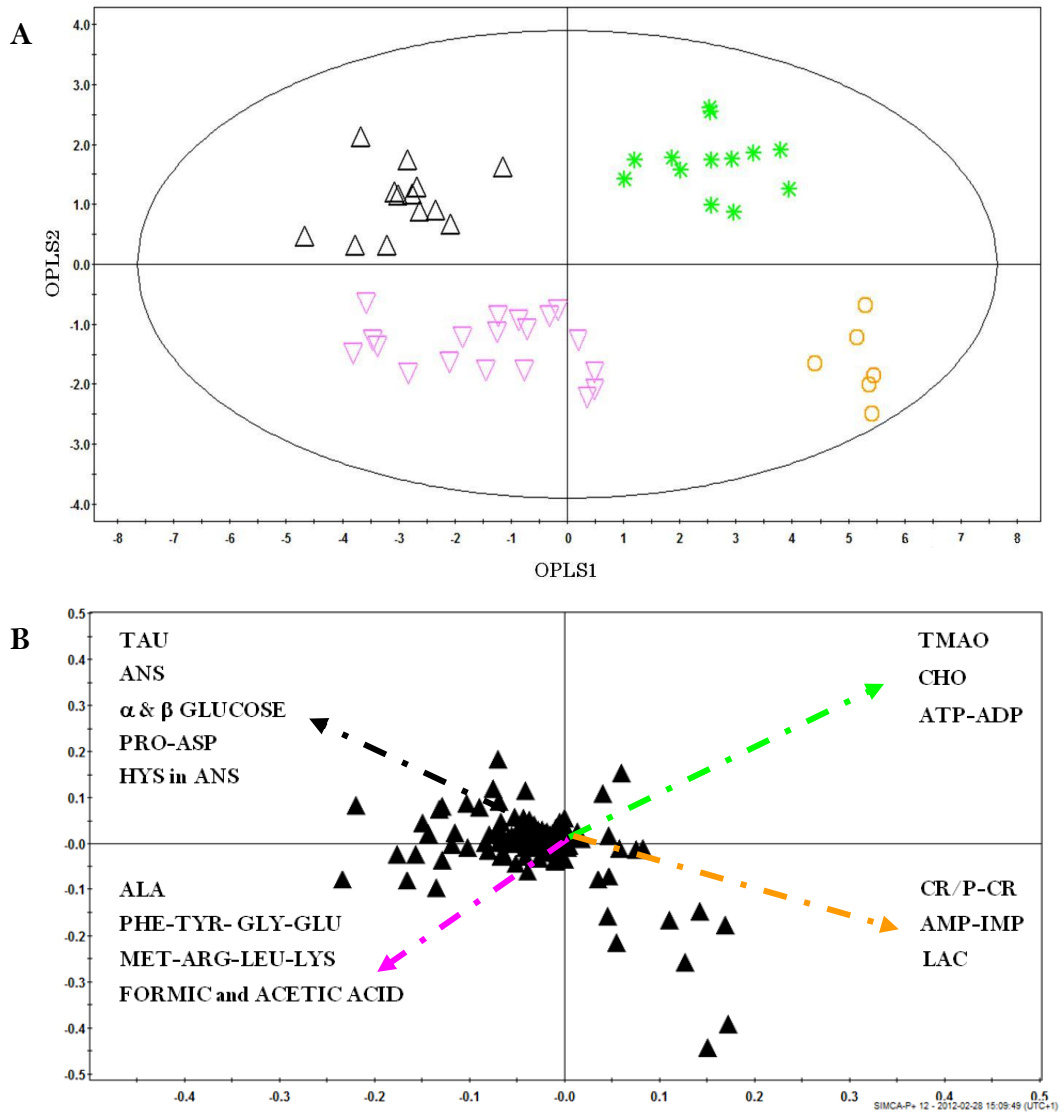 A
4.0
3.0
2.0
1.0
0.0
-1.0
-2.0
-3.0
-4.0
OPLS2
-8 -7 -6 -5 -4 -3 -2 -1 0 1 2 3 4 5 6 7 8
OPLS1
B
0.5
0.4
0.3
0.2
0.1
-0.0
-0.1
-0.2
-0.3
-0.4
-0.5
TAU
ANS
α & β GLUCOSE
PRO-ASP
HYS in ANS
TMAO
CHO
ATP-ADP
ALA
PHE-TYR- GLY-GLU
MET-ARG-LEU-LYS
FORMIC and ACETIC ACID
CR/P-CR
AMP-IMP
LAC
-0.5 -0.4 -0.3 -0.2 -0.1 -0.0 0.1 0.2 0.3 0.4 0.5
SIMCA-P+ 12 - 2012-02-28 15:09:49 (UTC+1)